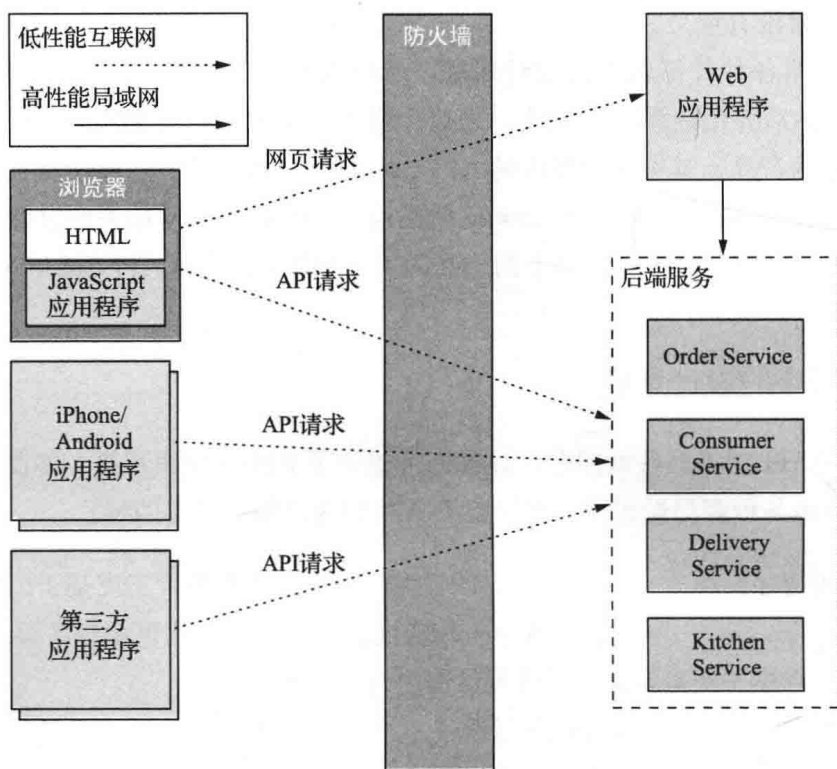 低性能互联网
高性能局域网
防火墙
Web
应用程序
网页请求
浏览器
HTML
JavaScript
应用程序
API请求
后端服务
Order Service
iPhone/
Android
应用程序
API请求
Consumer
Service
API请求
Delivery
Service
第三方
应用程序
Kitchen
Service